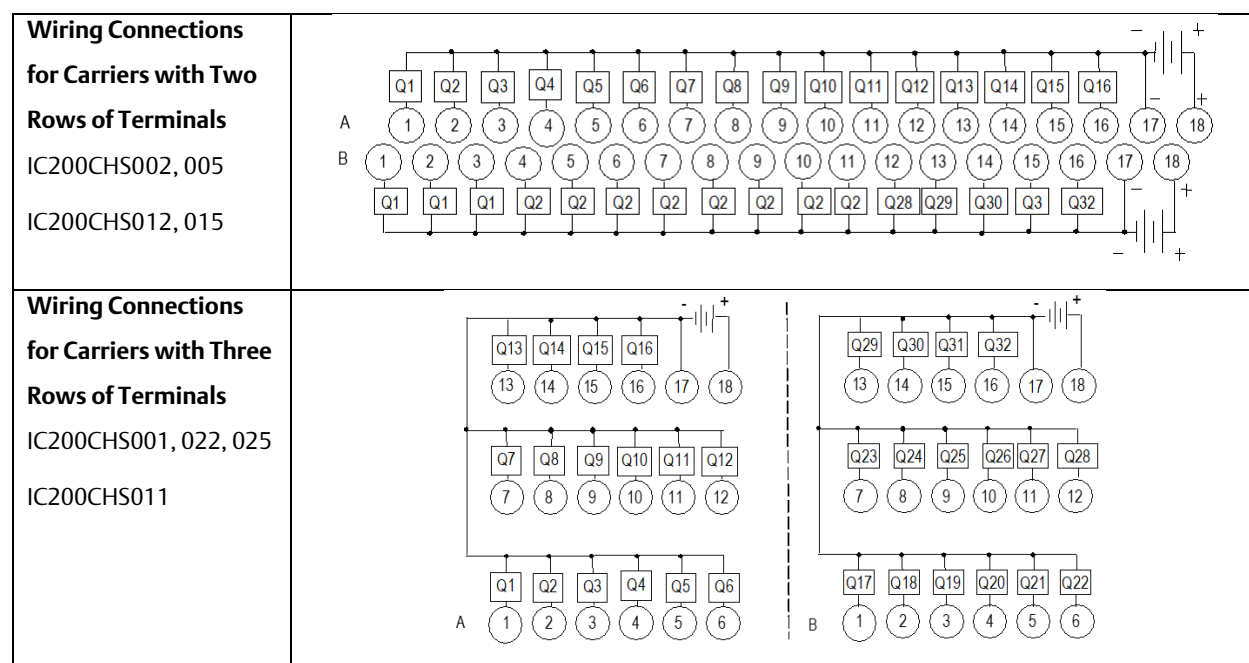 Wiring Connections
for Carriers with Two
Rows of Terminals
IC200CHS002, 005
IC200CHS012, 015
- +
Q1 Q2 Q3 Q4 Q5 Q6 Q7 Q8 Q9 Q10 Q11 Q12 Q13 Q14 Q15 Q16 - +
A 1 2 3 4 5 6 7 8 9 10 11 12 13 14 15 16 17 18
B 1 2 3 4 5 6 7 8 9 10 11 12 13 14 15 16 17 18
Q1 Q1 Q1 Q2 Q2 Q2 Q2 Q2 Q2 Q2 Q2 Q28 Q29 Q30 Q3 Q32 - +
- +
Wiring Connections
for Carriers with Three
Rows of Terminals
IC200CHS001, 022, 025
IC200CHS011
- +
Q13 Q14 Q15 Q16
13 14 15 16 17 18
Q7 Q8 Q9 Q10 Q11 Q12
7 8 9 10 11 12
Q1 Q2 Q3 Q4 Q5 Q6
A 1 2 3 4 5 6
- +
Q29 Q30 Q31 Q32
13 14 15 16 17 18
Q23 Q24 Q25 Q26 Q27 Q28
7 8 9 10 11 12
Q17 Q18 Q19 Q20 Q21 Q22
B 1 2 3 4 5 6